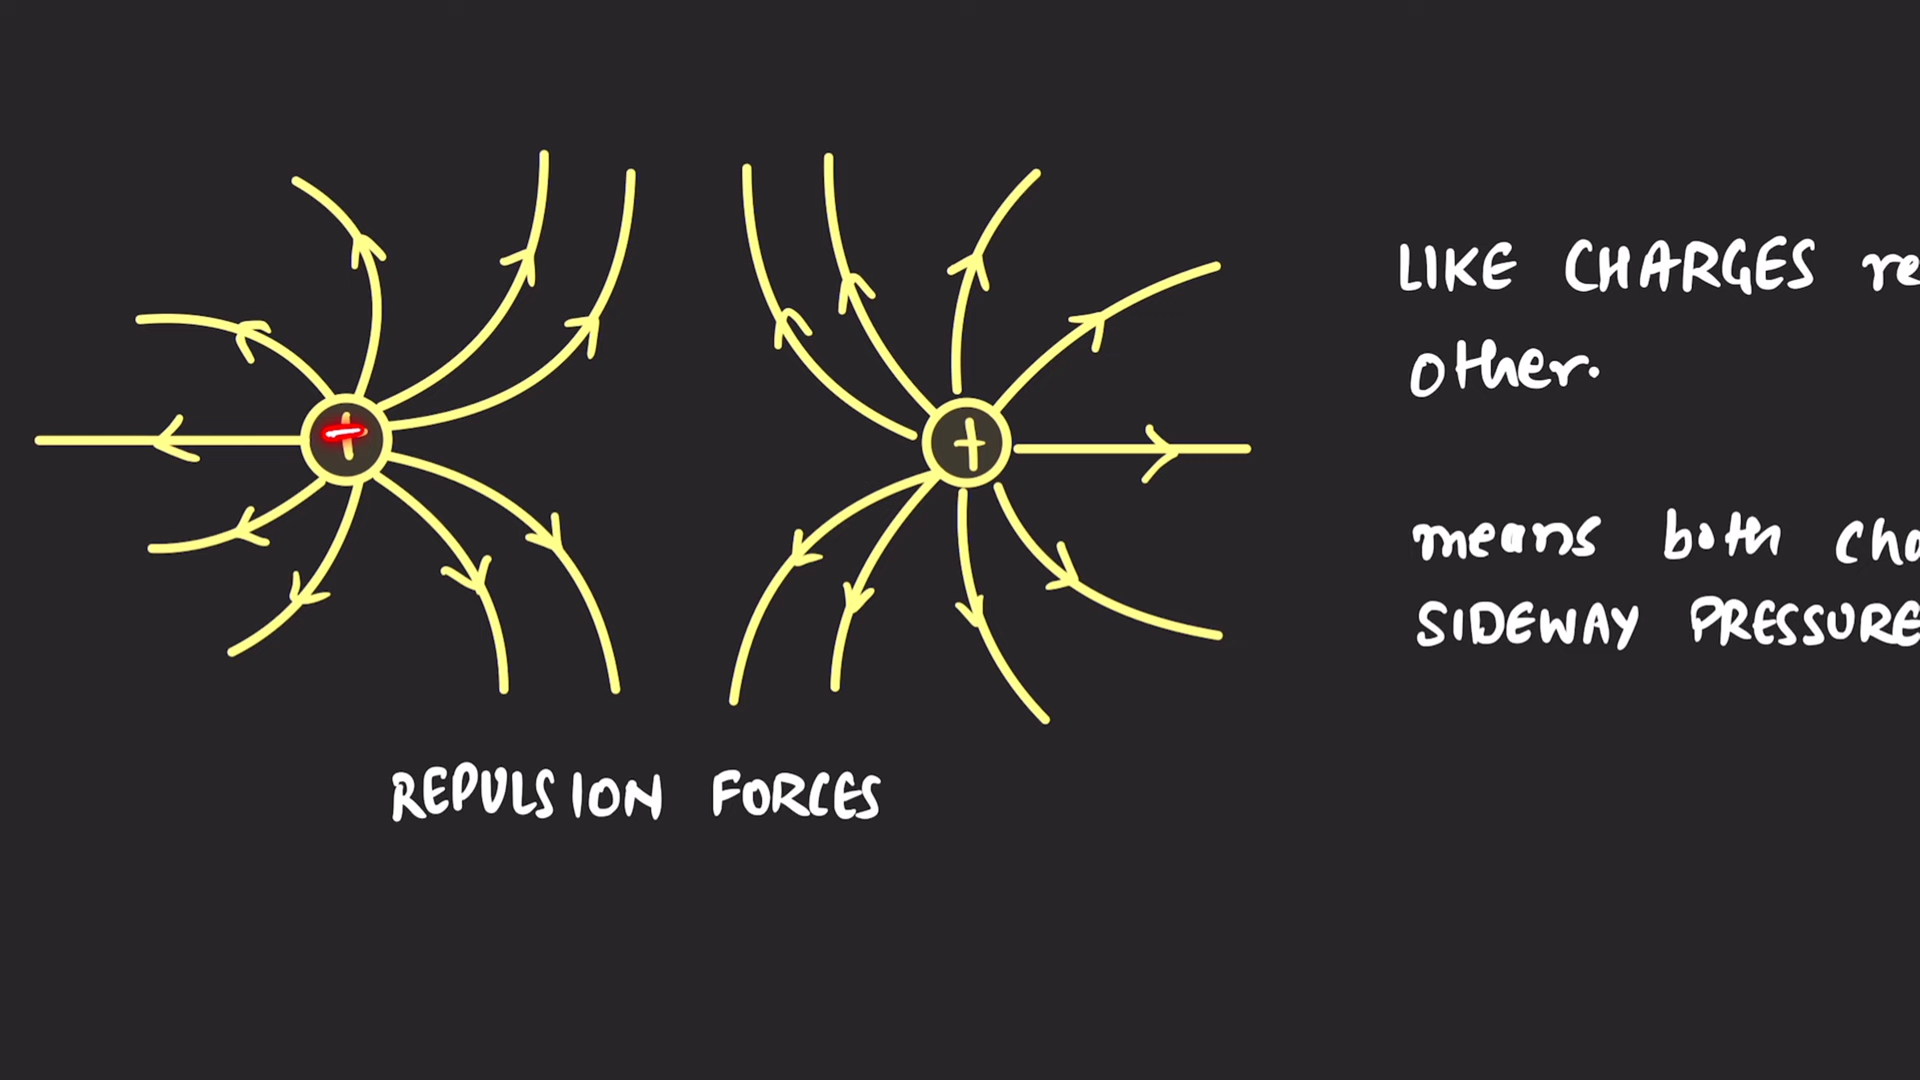 +
+
LIKE CHARGES re
other.
means both cha
SIDEWAY PRESSURE
REPULSION FORCES